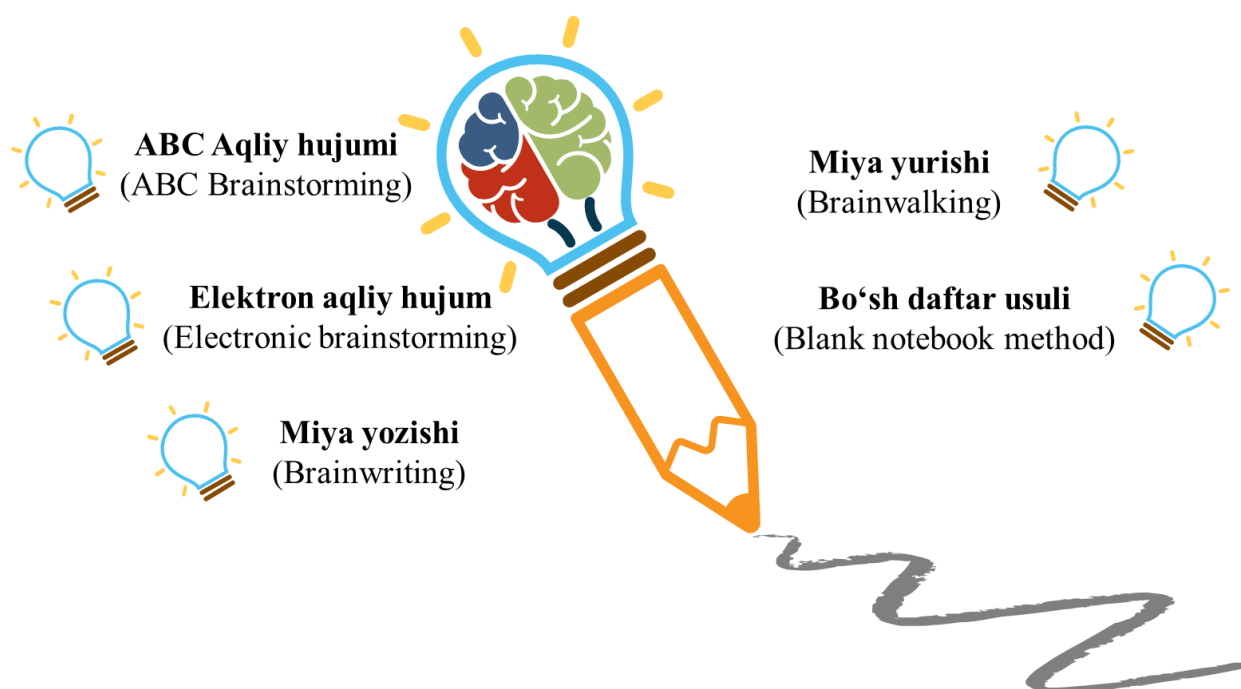 ABC Aqliy hujumi
(ABC Brainstorming)
Elektron aqliy hujum
(Electronic brainstorming)
Miya yozishi
(Brainwriting)
Miya yurishi
(Brainwalking)
Bo‘sh daftar usuli
(Blank notebook method)